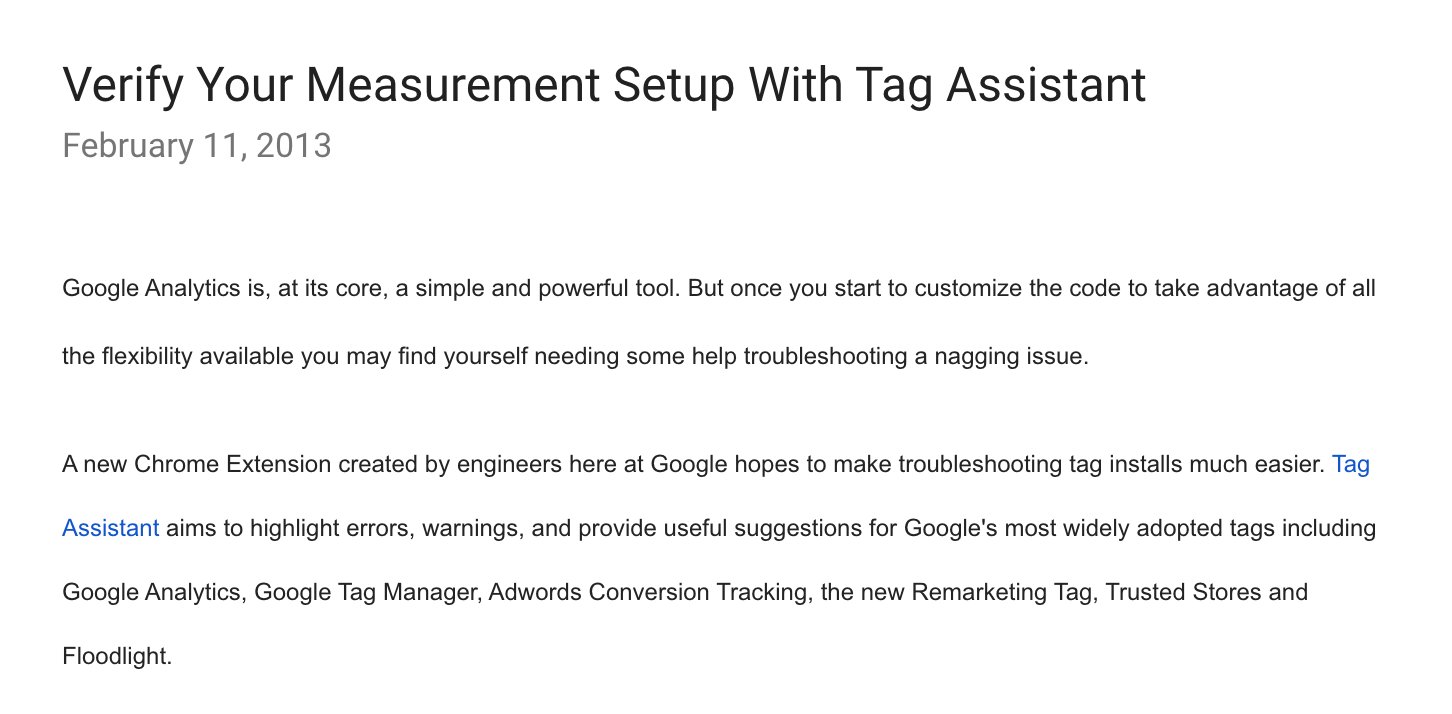 Verify Your Measurement Setup With Tag Assistant
February 11, 2013
Google Analytics is, at its core, a simple and powerful tool. But once you start to customize the code to take advantage of all
the flexibility available you may find yourself needing some help troubleshooting a nagging issue.
A new Chrome Extension created by engineers here at Google hopes to make troubleshooting tag installs much easier. Tag
Assistant aims to highlight errors, warnings, and provide useful suggestions for Google's most widely adopted tags including
Google Analytics, Google Tag Manager, Adwords Conversion Tracking, the new Remarketing Tag, Trusted Stores and
Floodlight.